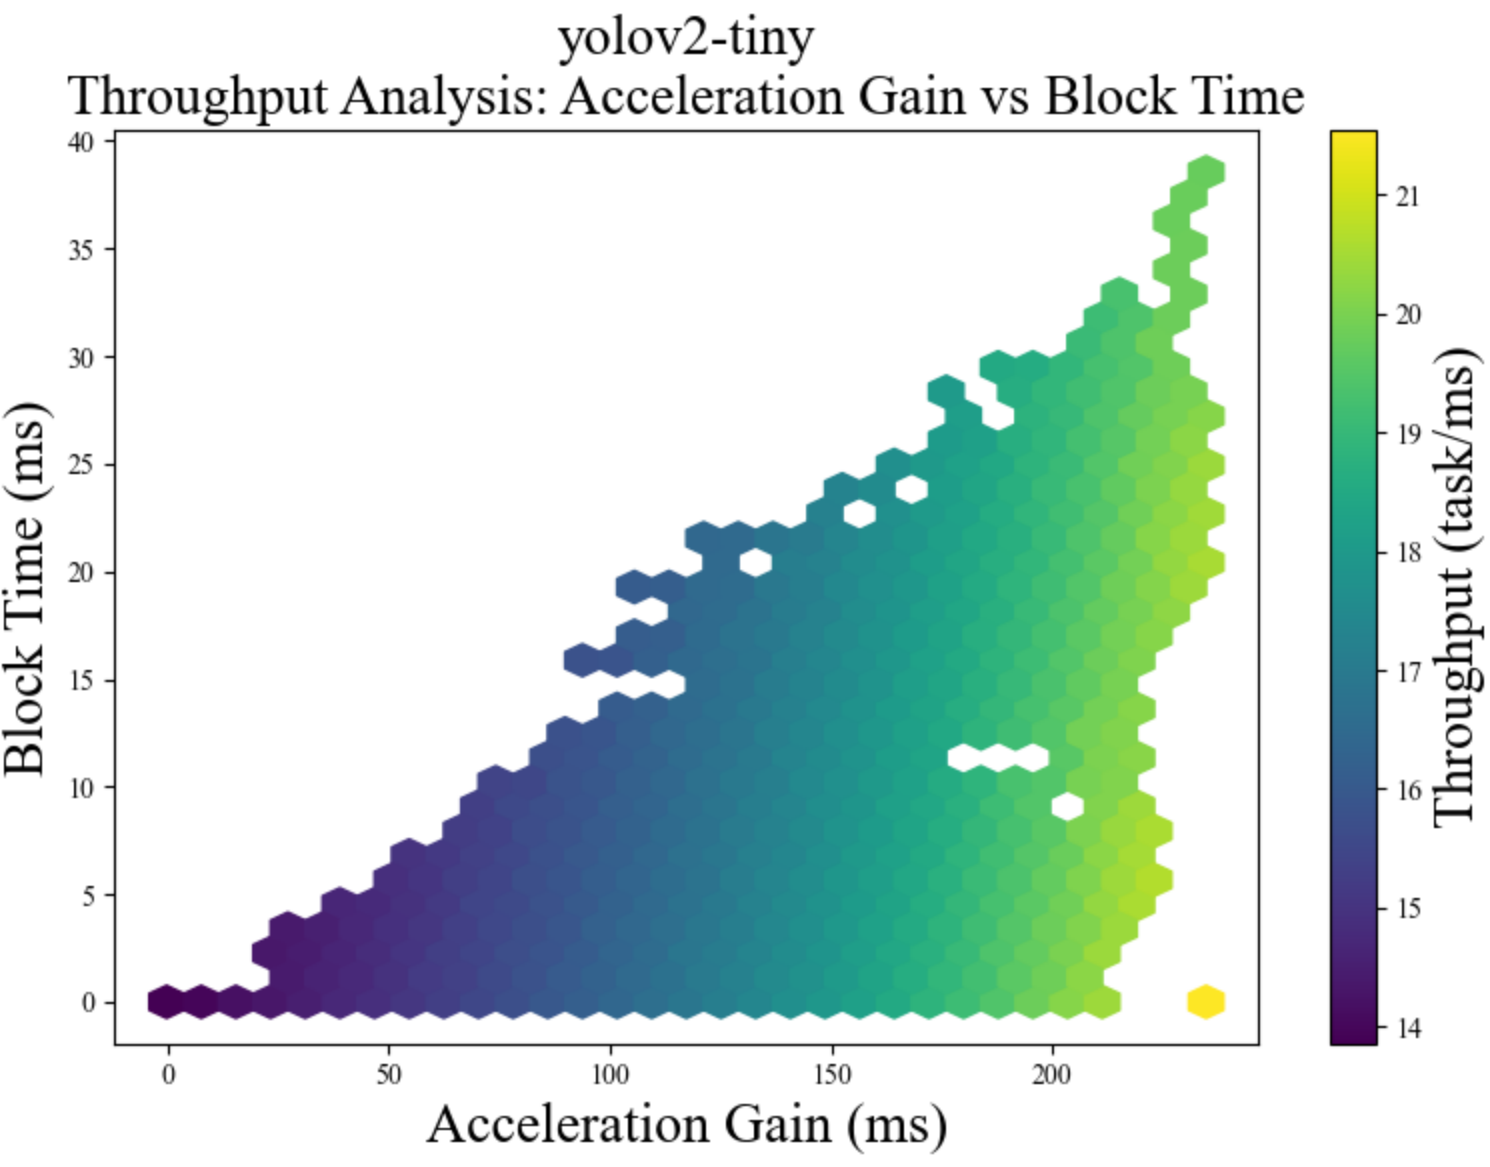 yolov2-tiny
Throughput Analysis: Acceleration Gain vs Block Time
40
35
30
25
20
15
10
5
0
Block Time (ms)
0 50 100 150 200
Acceleration Gain (ms)
21
20
19
18
17
16
15
14
Throughput (task/ms)